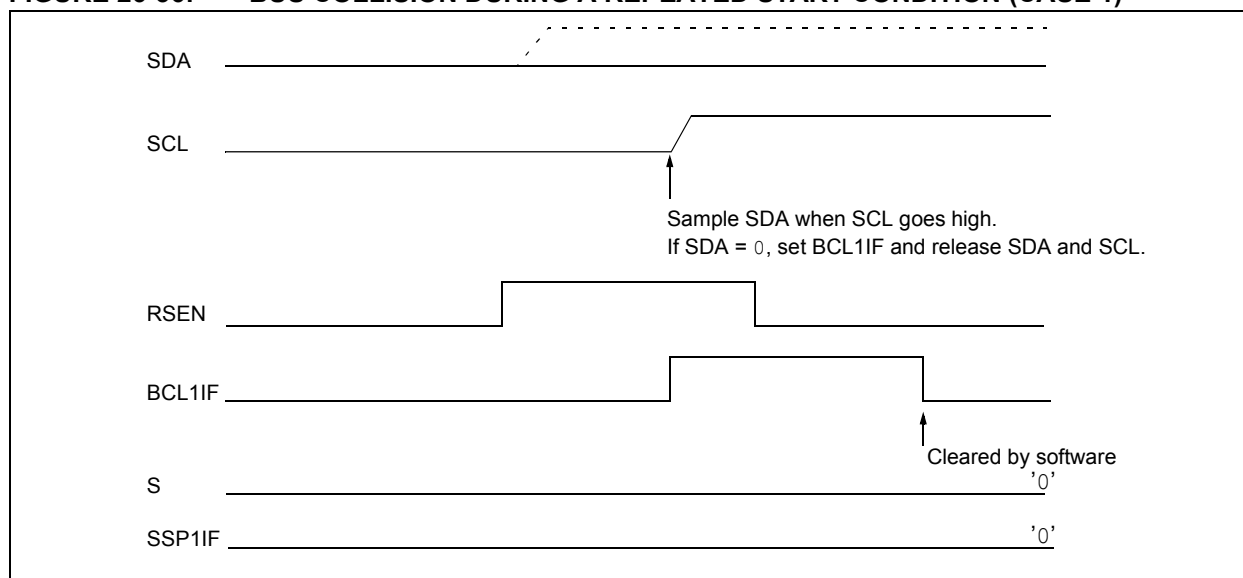 SDA
SCL
Sample SDA when SCL goes high.
If SDA = 0, set BCL1IF and release SDA and SCL.
RSEN
BCL1IF
Cleared by software
S
'0'
SSP1IF
'0'